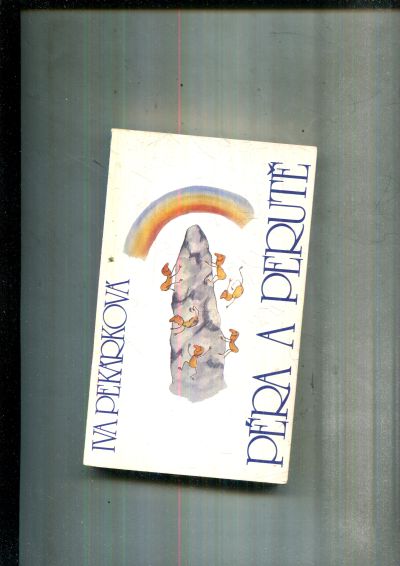 IVA PEKÁRKOVÁ
PÉRA A PERUTĚ